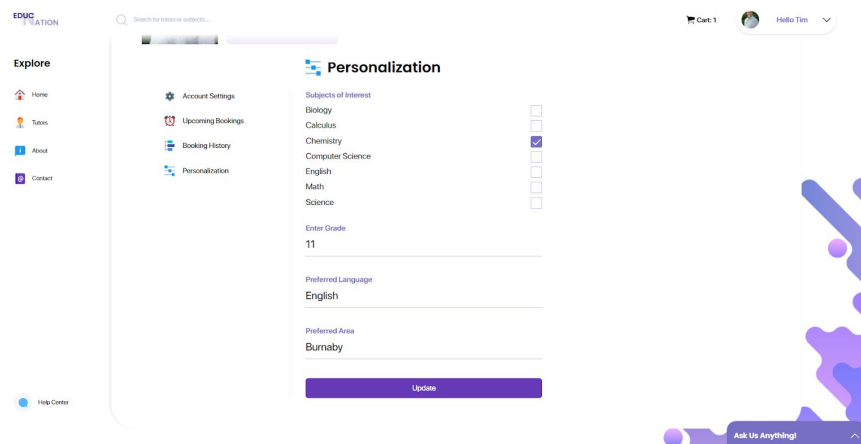 EDUC
NATION
Search for tutors or subjects...
Cart: 1
Hello Tim
Explore
Home
Tutors
About
Contact
Help Center
Account Settings
Upcoming Bookings
Booking History
Personalization
Personalization
Subjects of Interest
Biology
Calculus
Chemistry
Computer Science
English
Math
Science
Enter Grade
11
Preferred Language
English
Preferred Area
Burnaby
Update
Ask Us Anything!